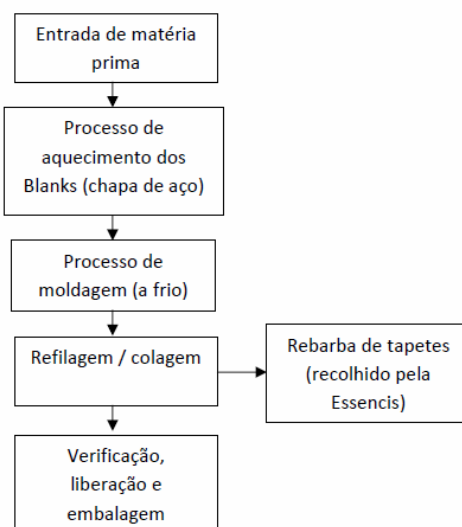 Entrada de matéria
prima
Processo de
aquecimento dos
Blanks (chapa de aço)
Processo de
moldagem (a frio)
Refilagem / colagem
Rebarba de tapetes
(recolhido pela
Essencis)
Verificação,
liberação e
embalagem